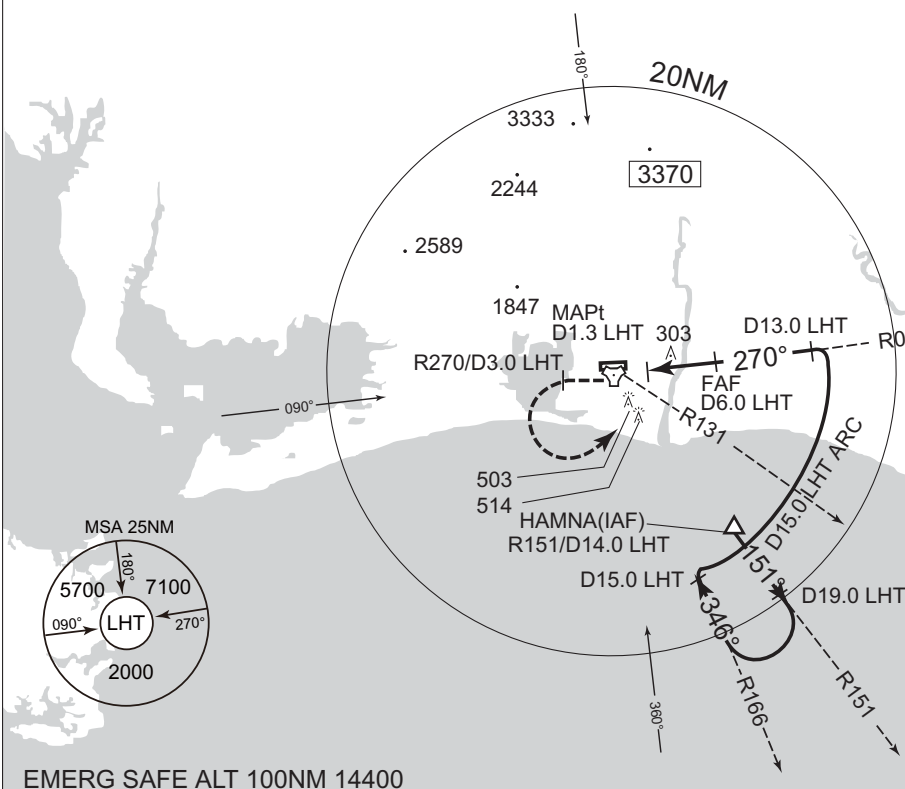 180°
20NM
3333
3370
2244
2589
1847
MAPt
D1.3 LHT
303
D13.0 LHT
R0
R270/D3.0 LHT
270°
FAF
D6.0 LHT
090°
R131
D15.0 LHT ARC
503
514
HAMNA(IAF)
R151/D14.0 LHT
151°
D15.0 LHT
D19.0 LHT
346°
R166
R151
360°
MSA 25NM
180°
5700
7100
090°
LHT
270°
2000
EMERG SAFE ALT 100NM 14400